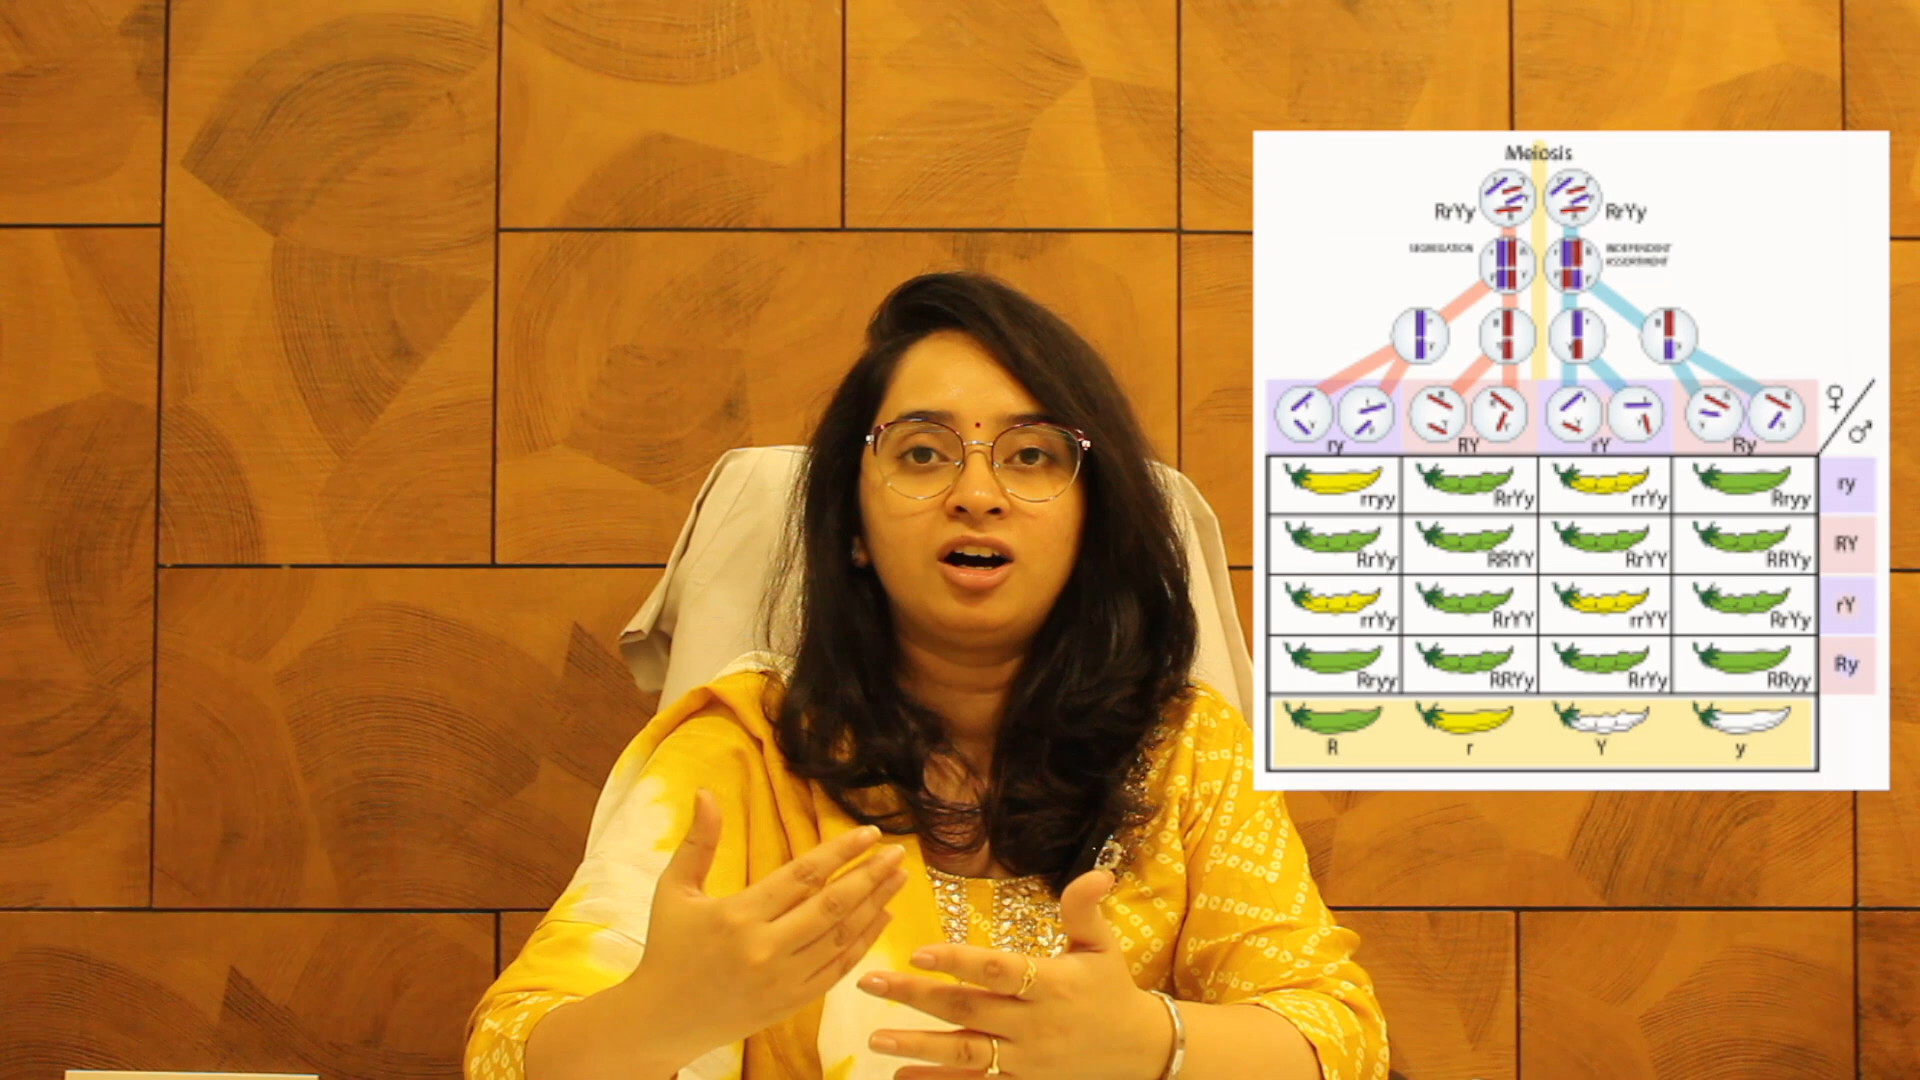 Meiosis
RrYy RrYy
SEGREGATION INDEPENDENT
ASSORTMENT
ry RY rY Ry ♀/♂
rryy RrYy rrYy Rryy ry
RrYy RRYY RrYY RRYy RY
rrYy RrYY rrYY RrYy rY
Rryy RRYy RrYy RRyy Ry
R r Y y